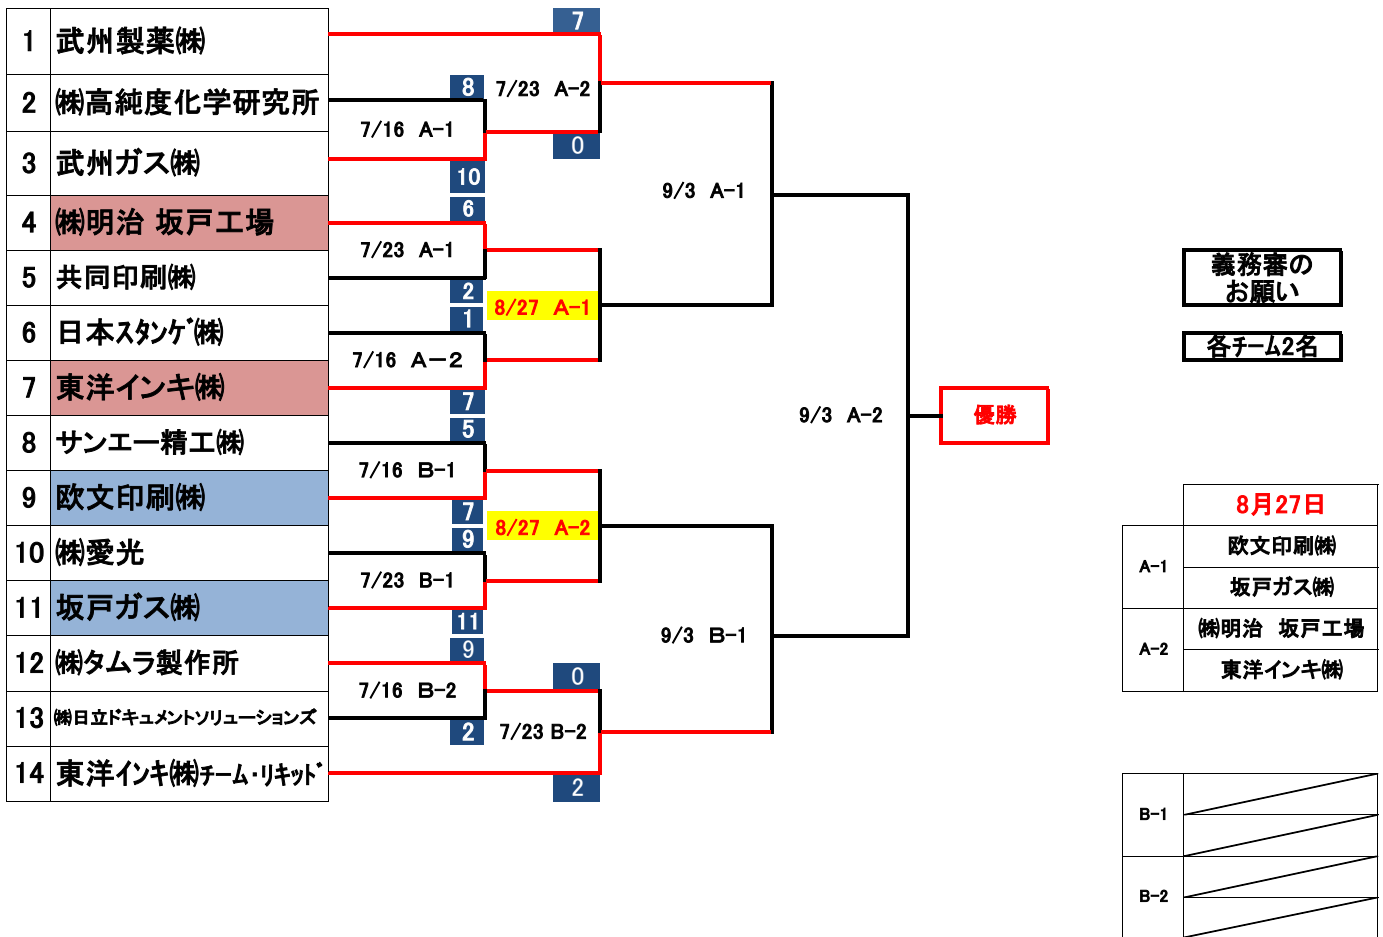 1 武州製薬㈱
2 ㈱高純度化学研究所
3 武州ガス㈱
4 ㈱明治 坂戸工場
5 共同印刷㈱
6 日本ｽﾀﾝｹﾞ㈱
7 東洋インキ㈱
8 サンエー精工㈱
9 欧文印刷㈱
10 ㈱愛光
11 坂戸ガス㈱
12 ㈱タムラ製作所
13 ㈱日立ドキュメントソリューションズ
14 東洋インキ㈱チーム・リキッド
8
7/16 A-1
10
6
7/23 A-1
2
1
7/16 A－2
7
5
7/16 B-1
7
9
7/23 B-1
11
9
7/16 B-2
2
7
7/23 A-2
0
8/27 A-1
8/27 A-2
0
7/23 B-2
2
9/3 A-1
9/3 B-1
9/3 A-2
優勝
義務審の
お願い
各チーム2名
8月27日
A-1
欧文印刷㈱
坂戸ガス㈱
A-2
㈱明治 坂戸工場
東洋インキ㈱
B-1
B-2